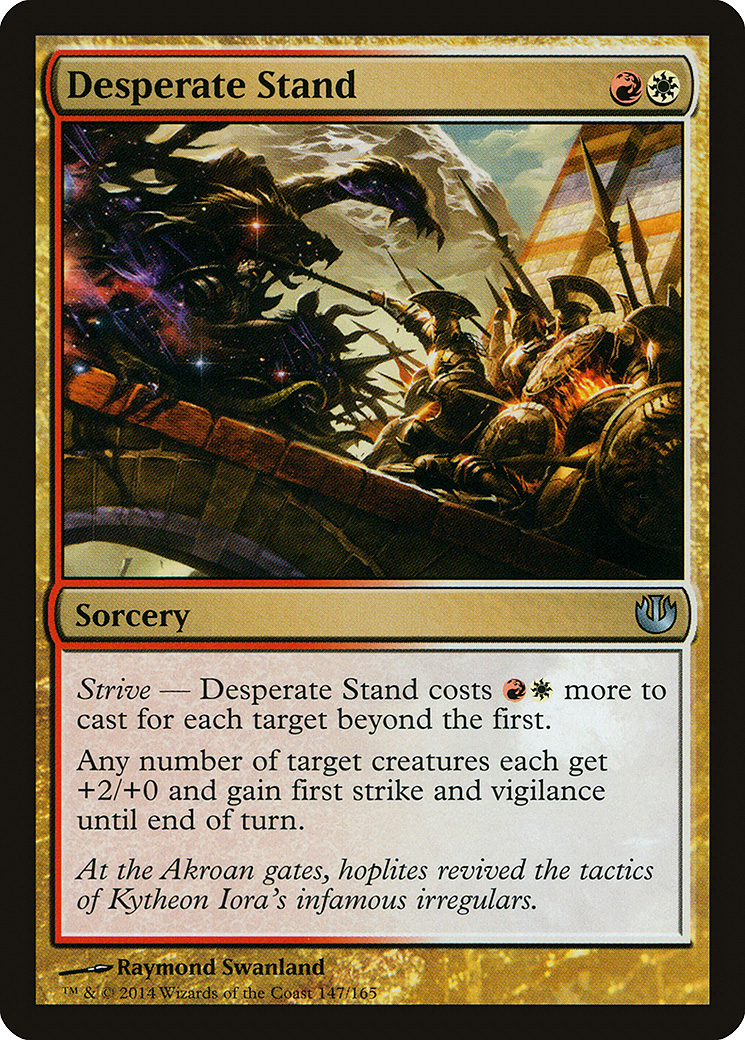 Desperate Stand
Sorcery
Strive — Desperate Stand costs more to
cast for each target beyond the first.
Any number of target creatures each get
+2/+0 and gain first strike and vigilance
until end of turn.
At the Akroan gates, hoplites revived the tactics
of Kytheon Iora's infamous irregulars.
Raymond Swanland
™ & © 2014 Wizards of the Coast 147/165